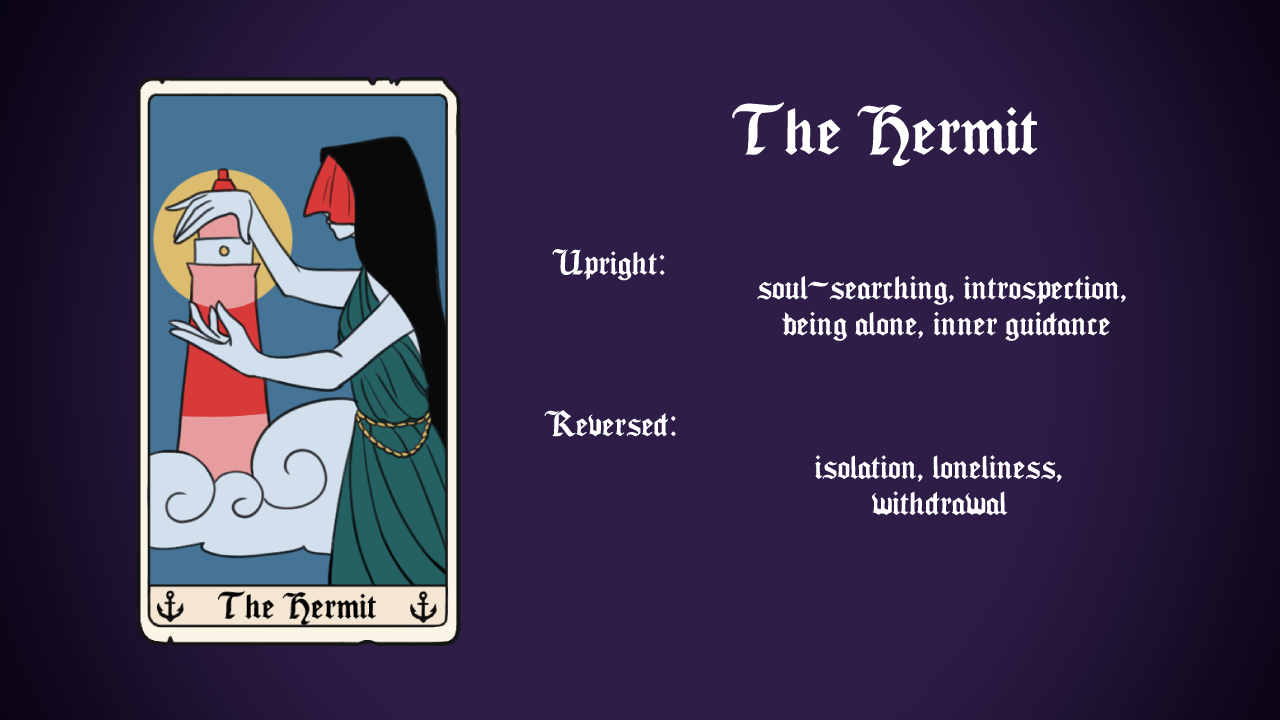 The Hermit
Upright:
soul~searching, introspection,
being alone, inner guidance
Reversed:
isolation, loneliness,
withdrawal
The Hermit